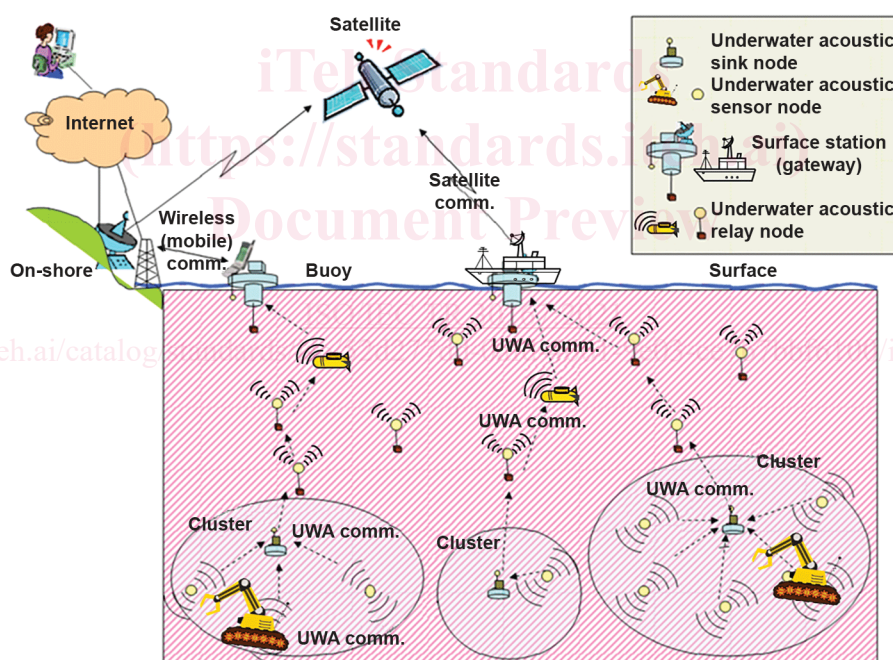 Satellite
Underwater acoustic
sink node
Underwater acoustic
sensor node
Surface station
(gateway)
Underwater acoustic
relay node
Internet
iTeh Standards
(https://standards.iteh.ai)
Document Preview
Satellite
comm.
Wireless
(mobile)
comm.
On-shore
Buoy
Surface
UWA comm.
UWA comm.
Cluster
UWA comm.
Cluster
UWA comm.
Cluster
UWA comm.